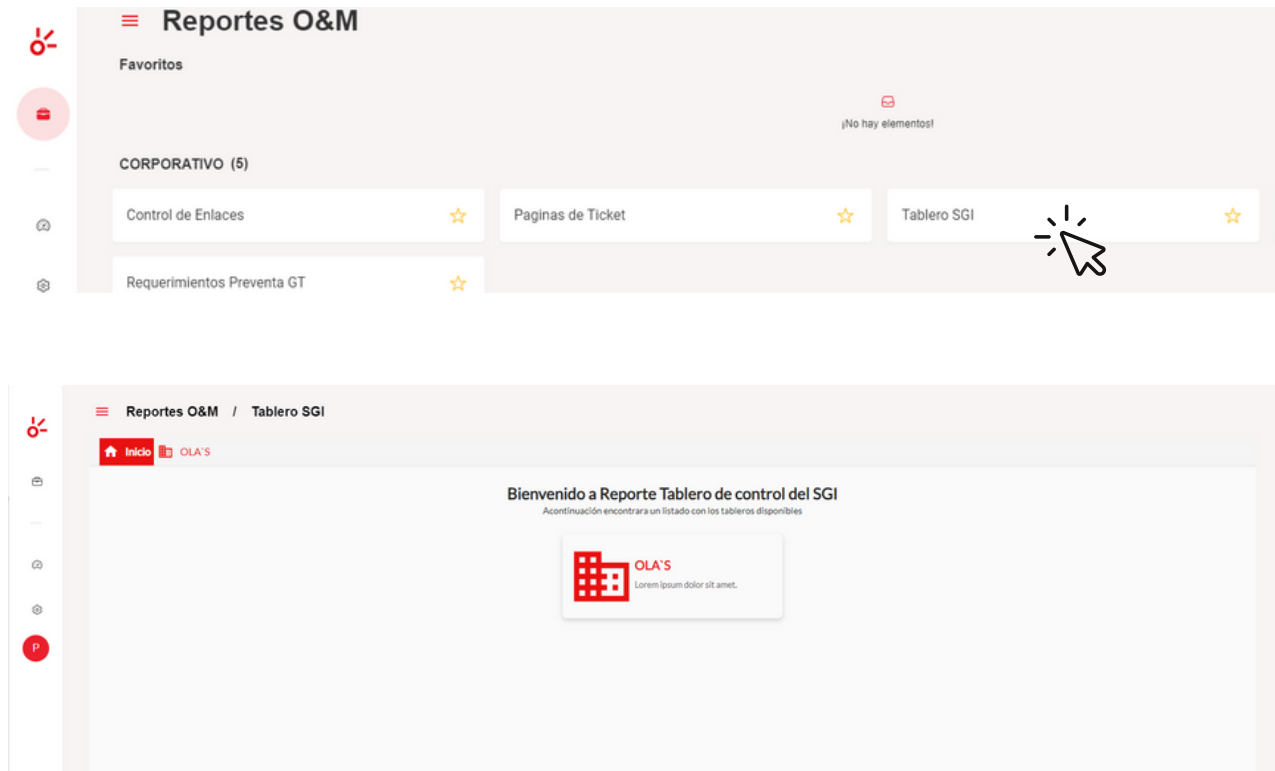 Reportes O&M
Favoritos
¡No hay elementos!
CORPORATIVO (5)
Control de Enlaces
Paginas de Ticket
Tablero SGI
Requerimientos Preventa GT
Reportes O&M / Tablero SGI
Inicio OLA`S
Bienvenido a Reporte Tablero de control del SGI
Acontinuación encontrara un listado con los tableros disponibles
OLA`S
Lorem ipsum dolor sit amet.
P